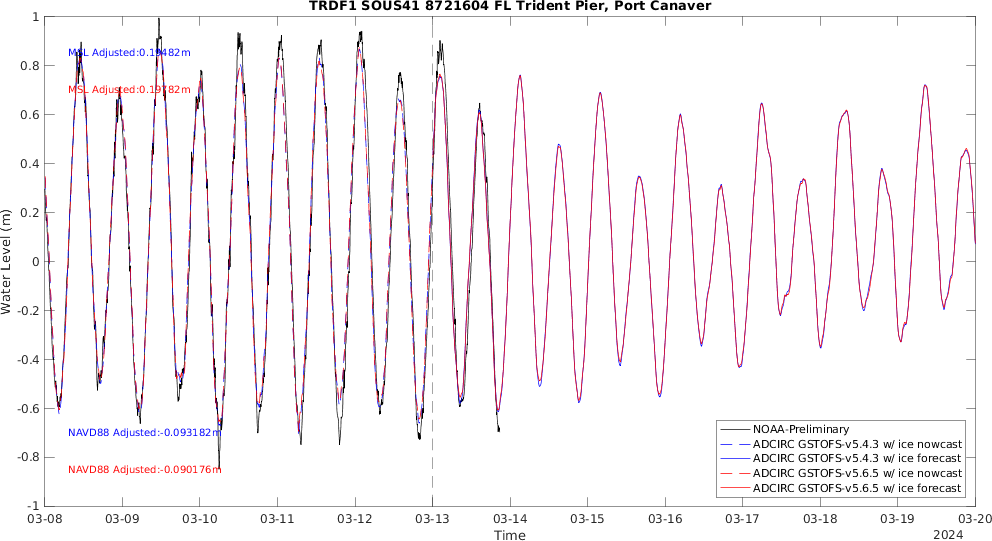 TRDF1 SOUS41 8721604 FL Trident Pier, Port Canaver
1
0.8
0.6
0.4
0.2
0
-0.2
-0.4
-0.6
-0.8
-1
Water Level (m)
MSL Adjusted:0.19482m
MSL Adjusted:0.19782m
NAVD88 Adjusted:-0.093182m
NAVD88 Adjusted:-0.090176m
NOAA-Preliminary
ADCIRC GSTOFS-v5.4.3 w/ ice nowcast
ADCIRC GSTOFS-v5.4.3 w/ ice forecast
ADCIRC GSTOFS-v5.6.5 w/ ice nowcast
ADCIRC GSTOFS-v5.6.5 w/ ice forecast
03-08 03-09 03-10 03-11 03-12 03-13 03-14 03-15 03-16 03-17 03-18 03-19 03-20
Time
2024